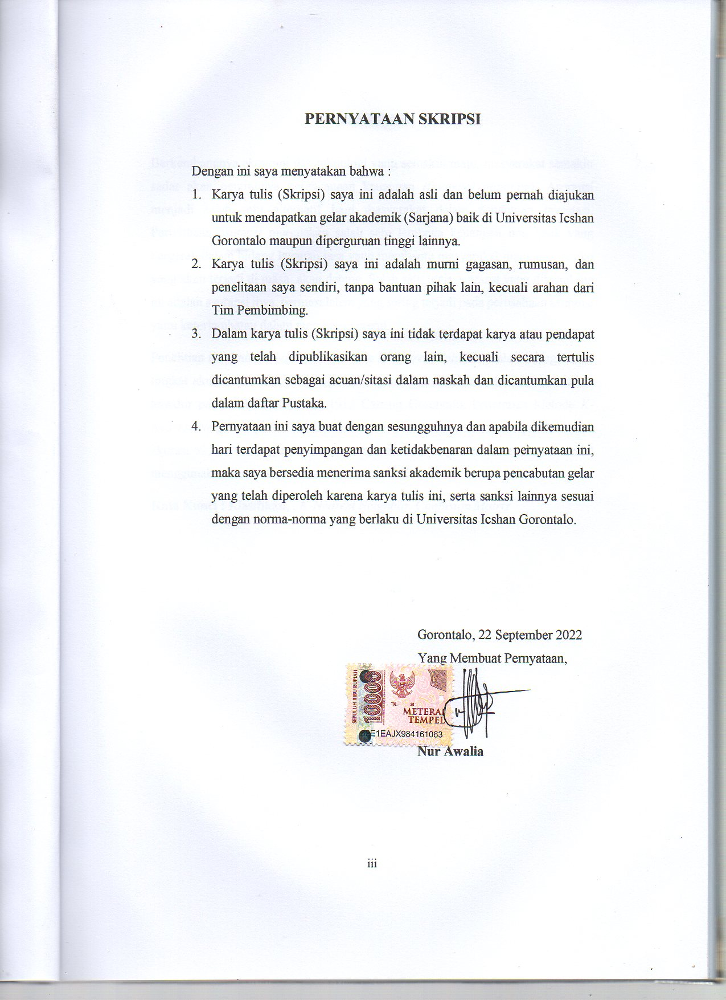 PERNYATAAN SKRIPSI
Dengan ini saya menyatakan bahwa :
1. Karya tulis (Skripsi) saya ini adalah asli dan belum pernah diajukan
untuk mendapatkan gelar akademik (Sarjana) baik di Universitas Icshan
Gorontalo maupun diperguruan tinggi lainnya.
2. Karya tulis (Skripsi) saya ini adalah murni gagasan, rumusan, dan
penelitaan saya sendiri, tanpa bantuan pihak lain, kecuali arahan dari
Tim Pembimbing.
3. Dalam karya tulis (Skripsi) saya ini tidak terdapat karya atau pendapat
yang telah dipublikasikan orang lain, kecuali secara tertulis
dicantumkan sebagai acuan/sitasi dalam naskah dan dicantumkan pula
dalam daftar Pustaka.
4. Pernyataan ini saya buat dengan sesungguhnya dan apabila dikemudian
hari terdapat penyimpangan dan ketidakbenaran dalam pernyataan ini,
maka saya bersedia menerima sanksi akademik berupa pencabutan gelar
yang telah diperoleh karena karya tulis ini, serta sanksi lainnya sesuai
dengan norma-norma yang berlaku di Universitas Icshan Gorontalo.
Gorontalo, 22 September 2022
Yang Membuat Pernyataan,
SEPULUH RIBU RUPIAH
10000
TGL. 20
METERAI
TEMPEL
E1EAJX984161063
Nur Awalia
iii